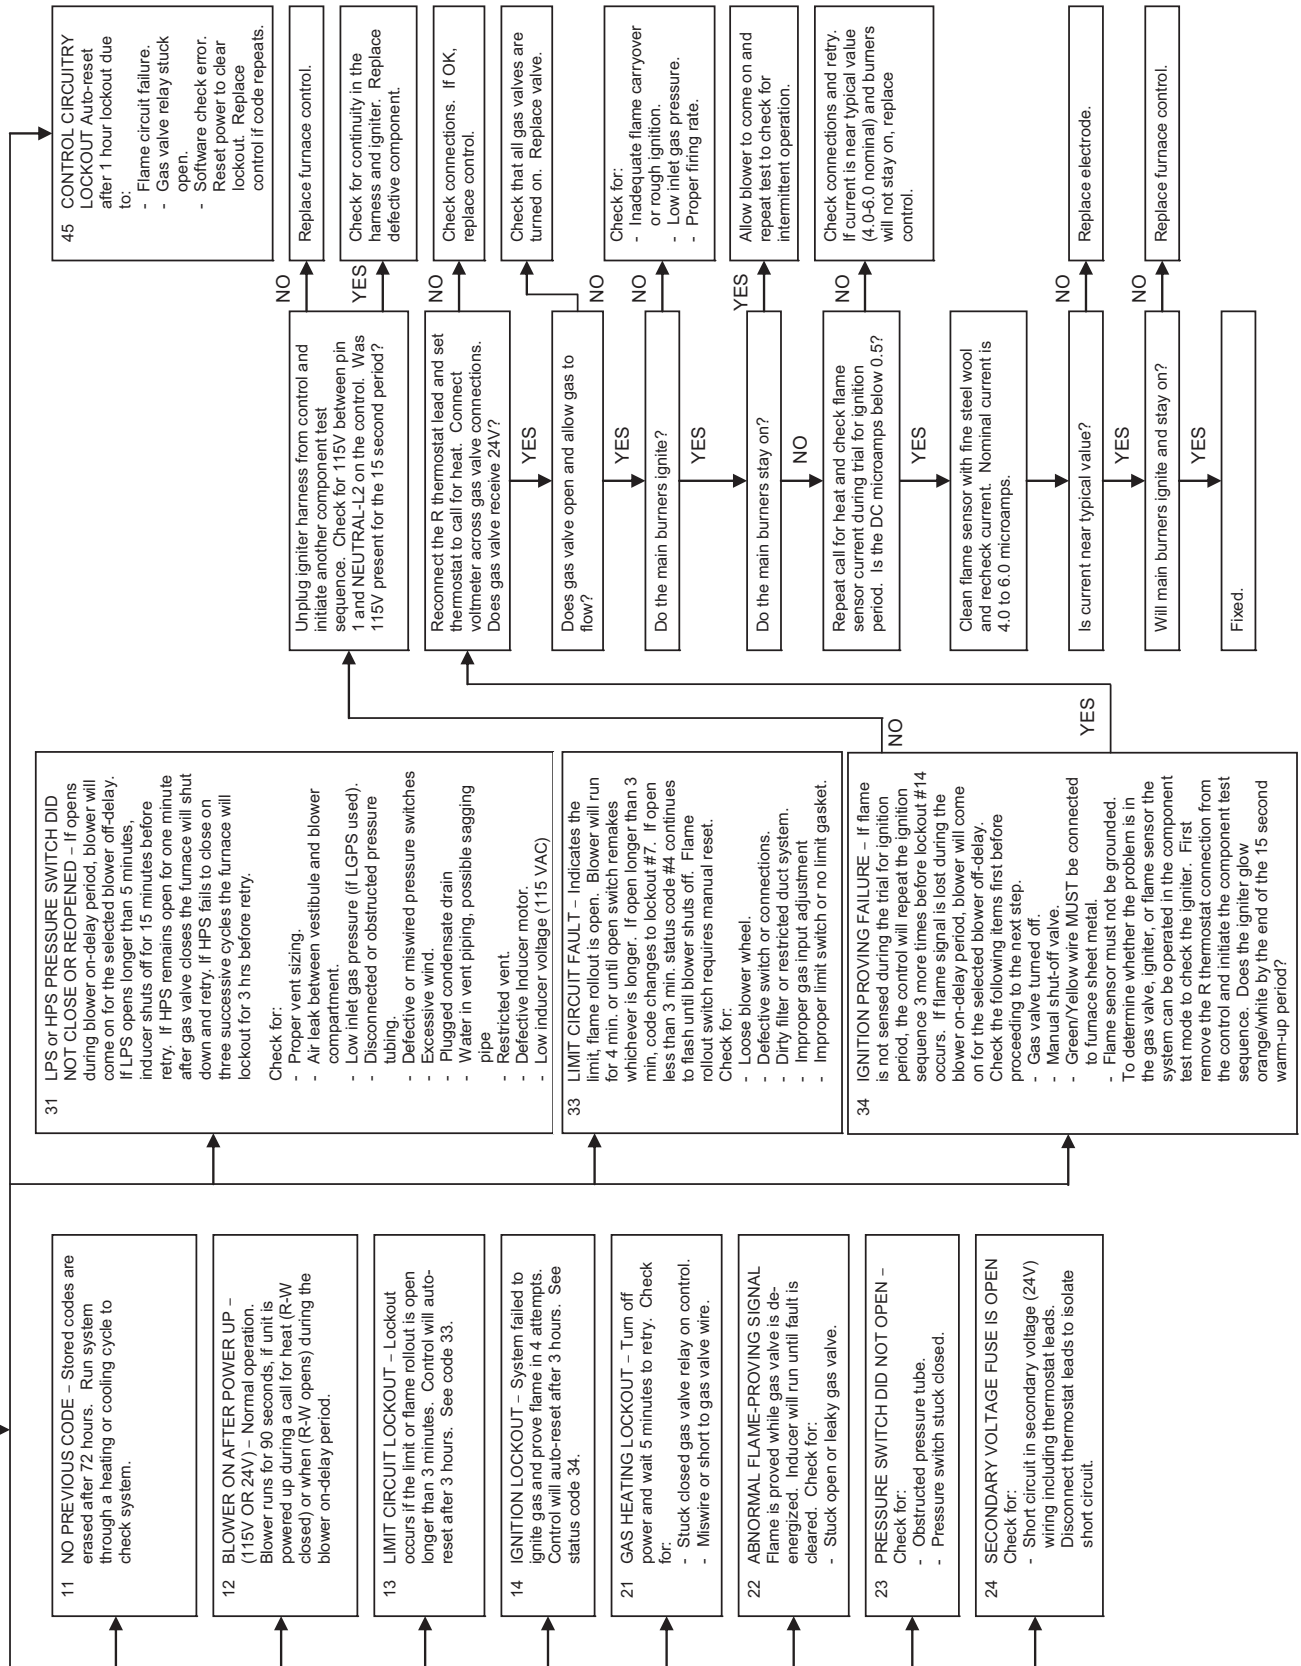 11 NO PREVIOUS CODE – Stored codes are
erased after 72 hours. Run system
through a heating or cooling cycle to
check system.
12 BLOWER ON AFTER POWER UP –
(115V OR 24V) – Normal operation.
Blower runs for 90 seconds, if unit is
powered up during a call for heat (R-W
closed) or when (R-W opens) during the
blower on-delay period.
13 LIMIT CIRCUIT LOCKOUT – Lockout
occurs if the limit or flame rollout is open
longer than 3 minutes. Control will auto-
reset after 3 hours. See code 33.
14 IGNITION LOCKOUT – System failed to
ignite gas and prove flame in 4 attempts.
Control will auto-reset after 3 hours. See
status code 34.
21 GAS HEATING LOCKOUT – Turn off
power and wait 5 minutes to retry. Check
for:
- Stuck closed gas valve relay on control.
- Miswire or short to gas valve wire.
22 ABNORMAL FLAME-PROVING SIGNAL
Flame is proved while gas valve is de-
energized. Inducer will run until fault is
cleared. Check for:
- Stuck open or leaky gas valve.
23 PRESSURE SWITCH DID NOT OPEN –
Check for:
- Obstructed pressure tube.
- Pressure switch stuck closed.
24 SECONDARY VOLTAGE FUSE IS OPEN
Check for:
- Short circuit in secondary voltage (24V)
wiring including thermostat leads.
Disconnect thermostat leads to isolate
short circuit.
31 LPS or HPS PRESSURE SWITCH DID
NOT CLOSE OR REOPENED – If opens
during blower on-delay period, blower will
come on for the selected blower off-delay.
If LPS opens longer than 5 minutes,
inducer shuts off for 15 minutes before
retry. If HPS remains open for one minute
after gas valve closes the furnace will shut
down and retry. If HPS fails to close on
three successive cycles the furnace will
lockout for 3 hrs before retry.
Check for:
- Proper vent sizing.
- Air leak between vestibule and blower
compartment.
- Low inlet gas pressure (if LGPS used).
- Disconnected or obstructed pressure
tubing.
- Defective or miswired pressure switches
- Excessive wind.
- Plugged condensate drain
- Water in vent piping, possible sagging
pipe
- Restricted vent.
- Defective Inducer motor.
- Low inducer voltage (115 VAC)
33 LIMIT CIRCUIT FAULT – Indicates the
limit, flame rollout is open. Blower will run
for 4 min. or until open switch remakes
whichever is longer. If open longer than 3
min, code changes to lockout #7. If open
less than 3 min. status code #4 continues
to flash until blower shuts off. Flame
rollout switch requires manual reset.
Check for:
- Loose blower wheel.
- Defective switch or connections.
- Dirty filter or restricted duct system.
- Improper gas input adjustment
- Improper limit switch or no limit gasket.
34 IGNITION PROVING FAILURE – If flame
is not sensed during the trial for ignition
period, the control will repeat the ignition
sequence 3 more times before lockout #14
occurs. If flame signal is lost during the
blower on-delay period, blower will come
on for the selected blower off-delay.
Check the following items first before
proceeding to the next step.
- Gas valve turned off.
- Manual shut-off valve.
- Green/Yellow wire MUST be connected
to furnace sheet metal.
- Flame sensor must not be grounded.
To determine whether the problem is in
the gas valve, igniter, or flame sensor the
system can be operated in the component
test mode to check the igniter. First
remove the R thermostat connection from
the control and initiate the component test
sequence. Does the igniter glow
orange/white by the end of the 15 second
warm-up period?
NO
YES
45 CONTROL CIRCUITRY
LOCKOUT Auto-reset
after 1 hour lockout due
to:
- Flame circuit failure.
- Gas valve relay stuck
open.
- Software check error.
Reset power to clear
lockout. Replace
control if code repeats.
Unplug igniter harness from control and
initiate another component test
sequence. Check for 115V between pin
1 and NEUTRAL-L2 on the control. Was
115V present for the 15 second period?
NO
Replace furnace control.
YES
Check for continuity in the
harness and igniter. Replace
defective component.
Reconnect the R thermostat lead and set
thermostat to call for heat. Connect
voltmeter across gas valve connections.
Does gas valve receive 24V?
NO
Check connections. If OK,
replace control.
YES
Does gas valve open and allow gas to
flow?
NO
Check that all gas valves are
turned on. Replace valve.
YES
Do the main burners ignite?
NO
Check for:
- Inadequate flame carryover
or rough ignition.
- Low inlet gas pressure.
- Proper firing rate.
YES
Do the main burners stay on?
YES
Allow blower to come on and
repeat test to check for
intermittent operation.
NO
Repeat call for heat and check flame
sensor current during trial for ignition
period. Is the DC microamps below 0.5?
NO
Check connections and retry.
If current is near typical value
(4.0-6.0 nominal) and burners
will not stay on, replace
control.
YES
Clean flame sensor with fine steel wool
and recheck current. Nominal current is
4.0 to 6.0 microamps.
Is current near typical value?
NO
Replace electrode.
YES
Will main burners ignite and stay on?
NO
Replace furnace control.
YES
Fixed.